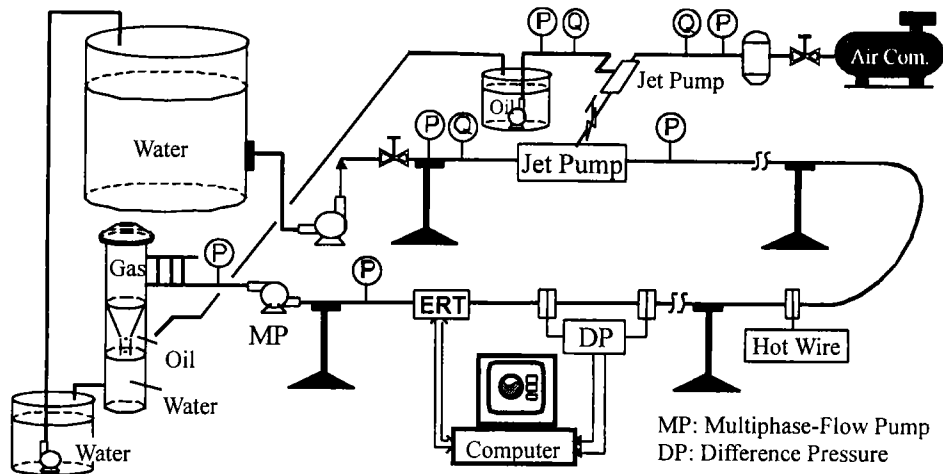 P
Q
Q
P
Air Com.
Oil
Jet Pump
Water
P
Q
Jet Pump
P
Gas
P
MP
P
ERT
DP
Hot Wire
Oil
Water
Computer
Water
MP: Multiphase-Flow Pump
DP: Difference Pressure